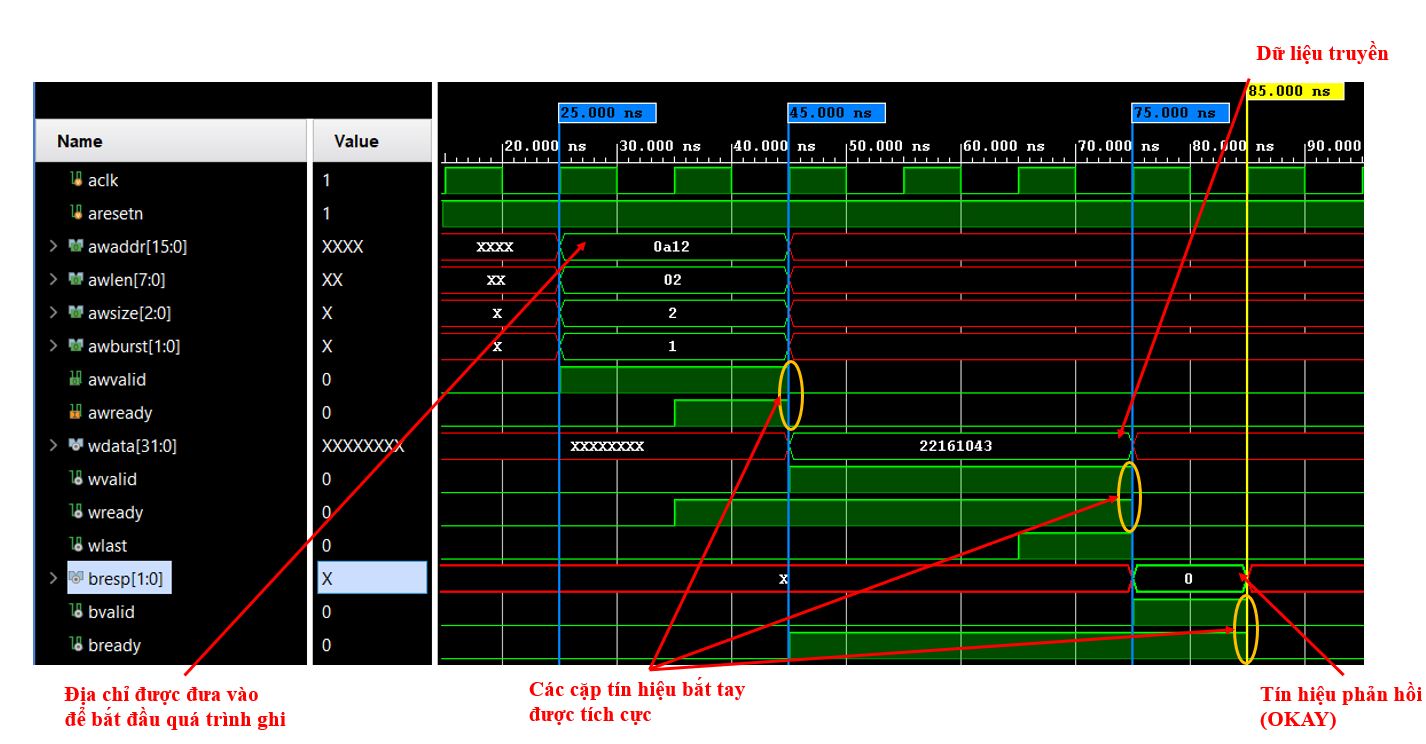 Dữ liệu truyền
85.000 ns
25.000 ns
45.000 ns
75.000 ns
Name
Value
20.000 ns
30.000 ns
40.000 ns
50.000 ns
60.000 ns
70.000 ns
80.000 ns
90.000
aclk
1
aresetn
1
awaddr[15:0]
XXXX
XXXX
0a12
awlen[7:0]
XX
XX
02
awsize[2:0]
X
X
2
awburst[1:0]
X
X
1
awvalid
0
awready
0
wdata[31:0]
XXXXXXXX
XXXXXXXX
22161043
wvalid
0
wready
0
wlast
0
bresp[1:0]
X
X
0
bvalid
0
bready
0
Địa chỉ được đưa vào
để bắt đầu quá trình ghi
Các cặp tín hiệu bắt tay
được tích cực
Tín hiệu phản hồi
(OKAY)